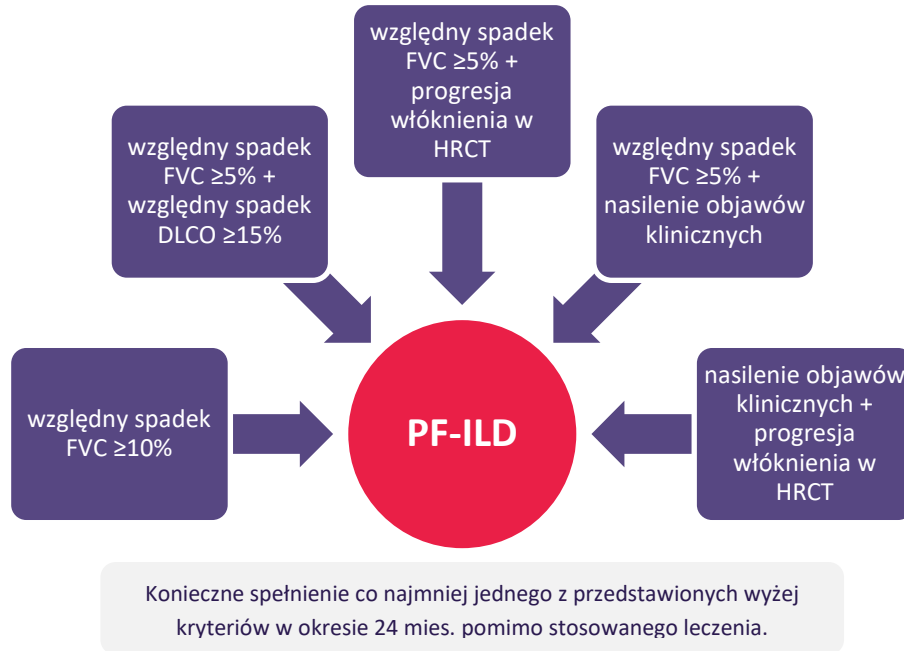 względny spadek
FVC ≥10%
względny spadek
FVC ≥5% +
względny spadek
DLCO ≥15%
względny spadek
FVC ≥5% +
progresja
włóknienia w
HRCT
względny spadek
FVC ≥5% +
nasilenie objawów
klinicznych
nasilenie objawów
klinicznych +
progresja
włóknienia w
HRCT
PF-ILD
Konieczne spełnienie co najmniej jednego z przedstawionych wyżej
kryteriów w okresie 24 mies. pomimo stosowanego leczenia.